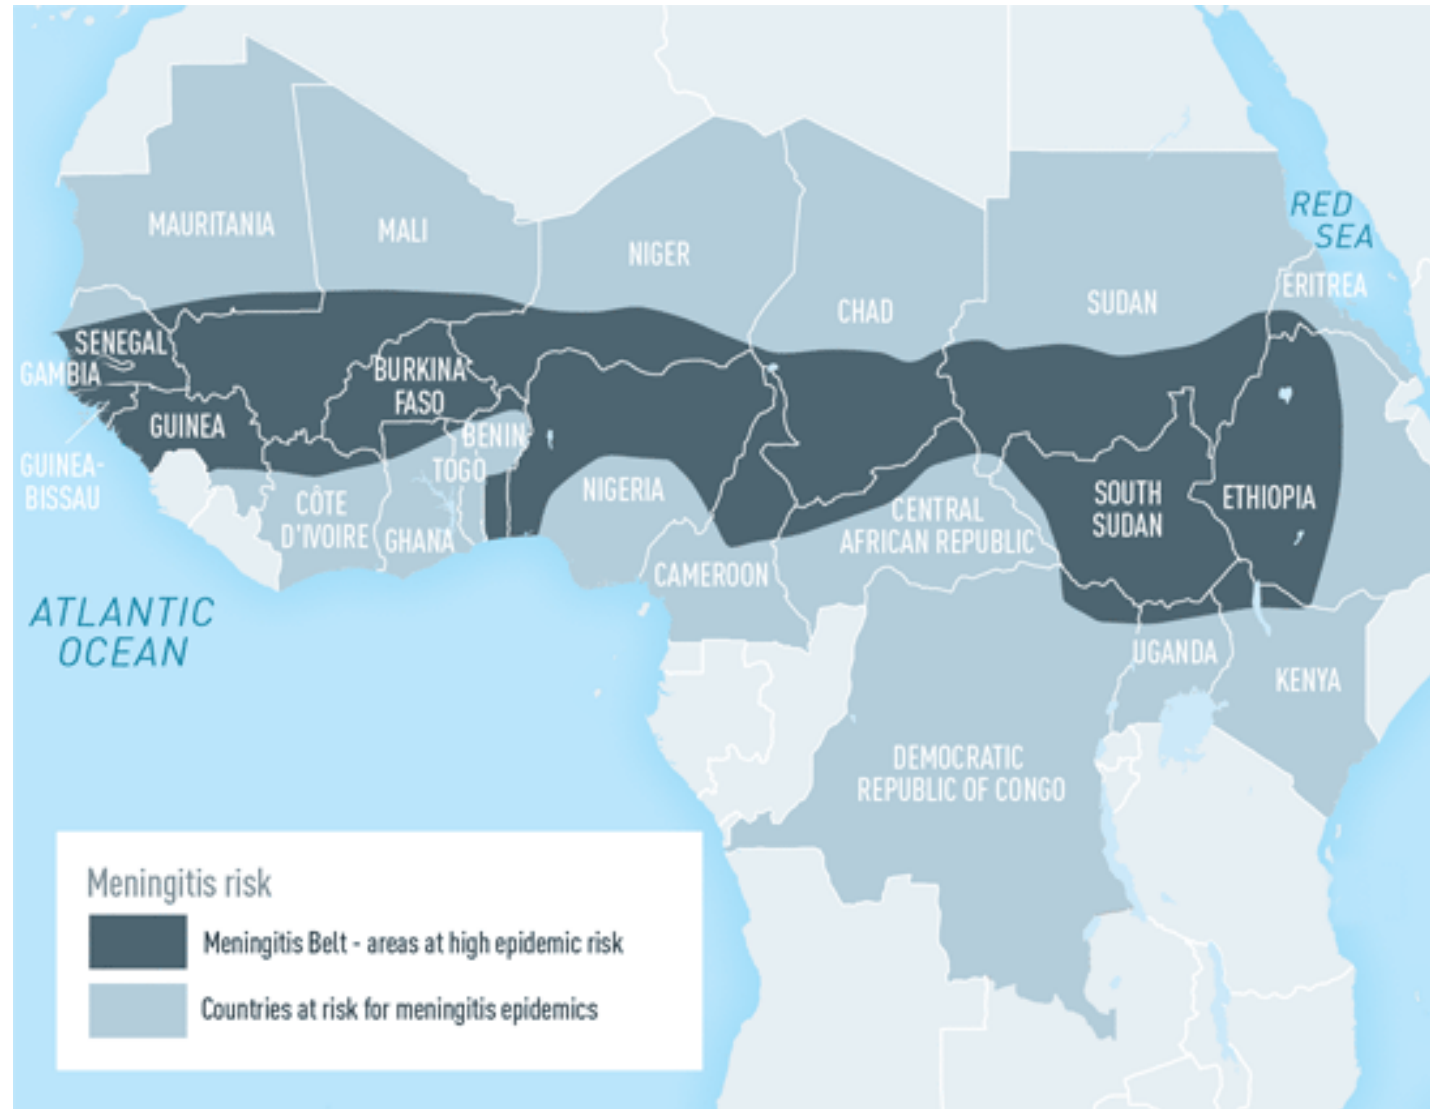 RED
SEA
MAURITANIA
MALI
NIGER
CHAD
SUDAN
ERITREA
SENEGAL
GAMBIA
GUINEA
GUINEA-
BISSAU
BURKINA
FASO
BENIN
TOGO
CÔTE
D'IVOIRE
GHANA
NIGERIA
CAMEROON
CENTRAL
AFRICAN REPUBLIC
SOUTH
SUDAN
ETHIOPIA
UGANDA
KENYA
DEMOCRATIC
REPUBLIC OF CONGO
ATLANTIC
OCEAN
Meningitis risk
Meningitis Belt - areas at high epidemic risk
Countries at risk for meningitis epidemics